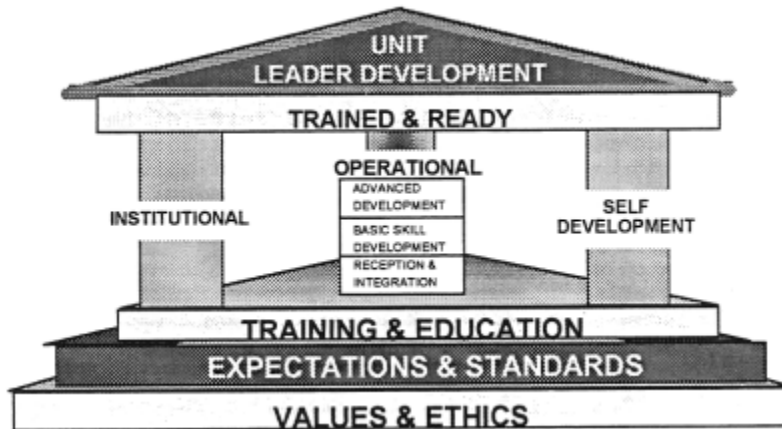 UNIT
LEADER DEVELOPMENT
TRAINED & READY
OPERATIONAL
ADVANCED
DEVELOPMENT
INSTITUTIONAL
SELF
DEVELOPMENT
BASIC SKILL
DEVELOPMENT
RECEPTION &
INTEGRATION
TRAINING & EDUCATION
EXPECTATIONS & STANDARDS
VALUES & ETHICS